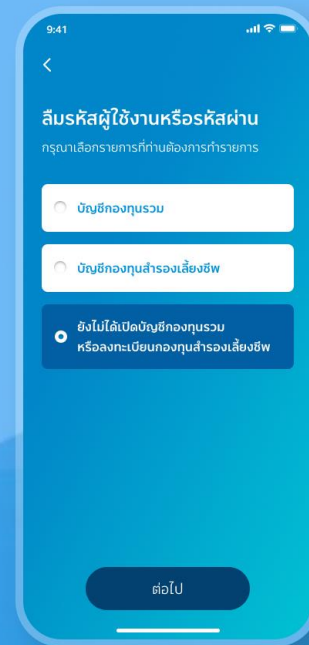 9:41
ลืมรหัสผู้ใช้งานหรือรหัสผ่าน
กรุณาเลือกรายการที่ท่านต้องการทำรายการ
บัญชีกองทุนรวม
บัญชีกองทุนสำรองเลี้ยงชีพ
ยังไม่ได้เปิดบัญชีกองทุนรวม
หรือลงทะเบียนกองทุนสำรองเลี้ยงชีพ
ต่อไป